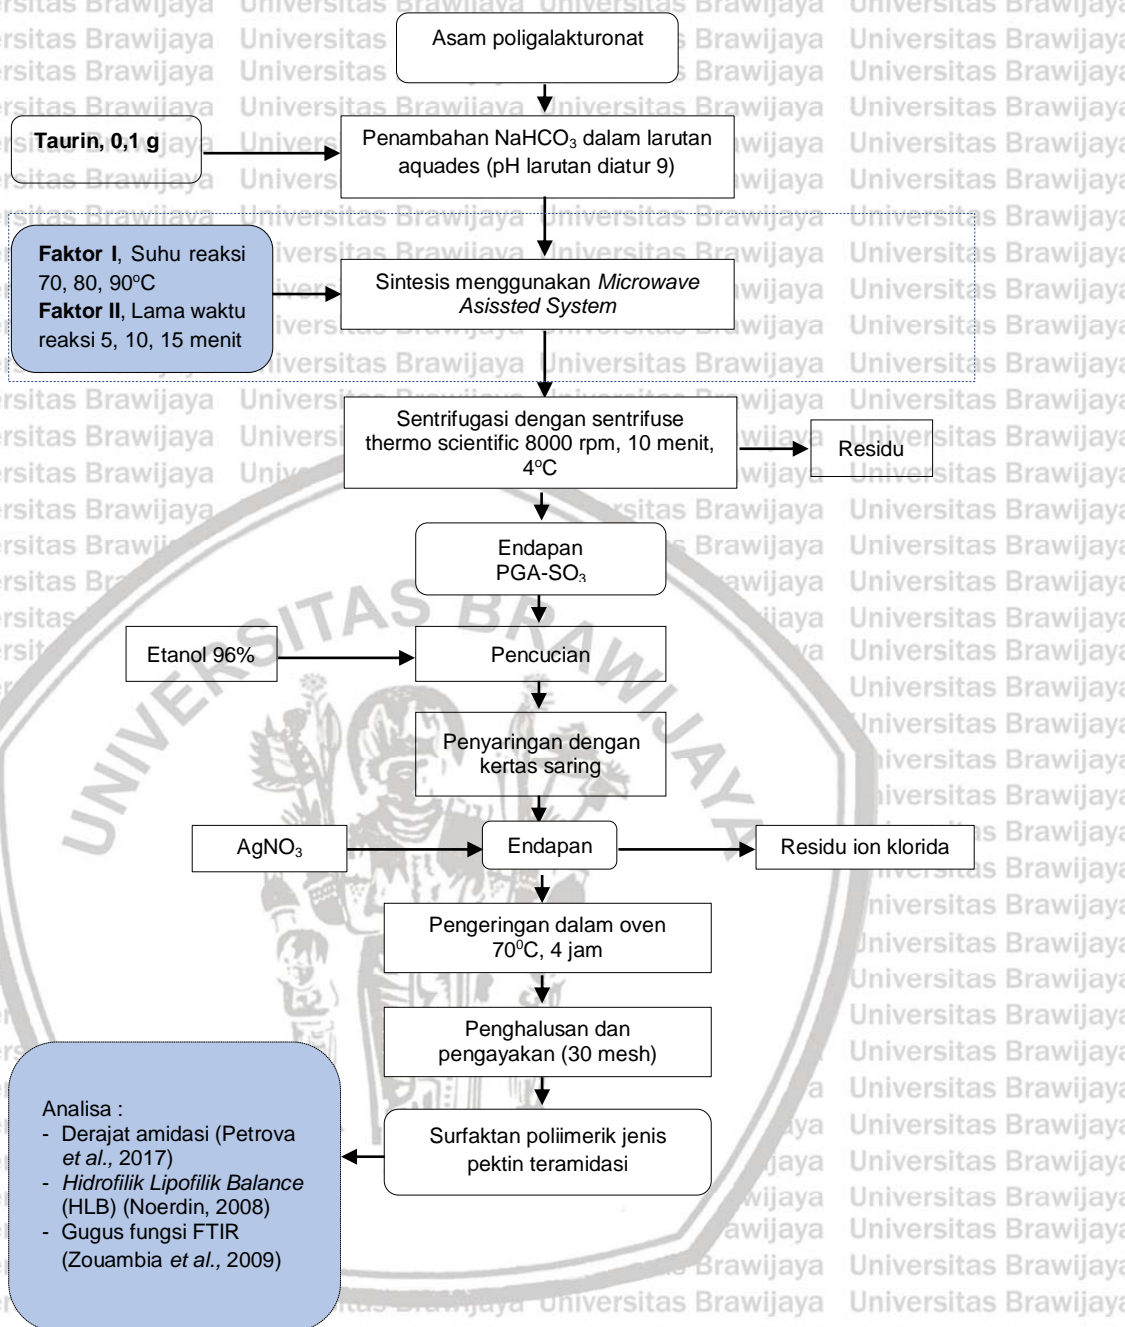 Asam poligalakturonat
Taurin, 0,1 g
Penambahan NaHCO₃ dalam larutan
aquades (pH larutan diatur 9)
Faktor I, Suhu reaksi
70, 80, 90ºC
Faktor II, Lama waktu
reaksi 5, 10, 15 menit
Sintesis menggunakan Microwave
Asissted System
Sentrifugasi dengan sentrifuse
thermo scientific 8000 rpm, 10 menit,
4ºC
Residu
Endapan
PGA-SO₃
Etanol 96%
Pencucian
Penyaringan dengan
kertas saring
AgNO₃
Endapan
Residu ion klorida
Pengeringan dalam oven
70⁰C, 4 jam
Penghalusan dan
pengayakan (30 mesh)
Surfaktan poliimerik jenis
pektin teramidasi
Analisa :
- Derajat amidasi (Petrova
et al., 2017)
- Hidrofilik Lipofilik Balance
(HLB) (Noerdin, 2008)
- Gugus fungsi FTIR
(Zouambia et al., 2009)
UNIVERSITAS BRAWIJAYA